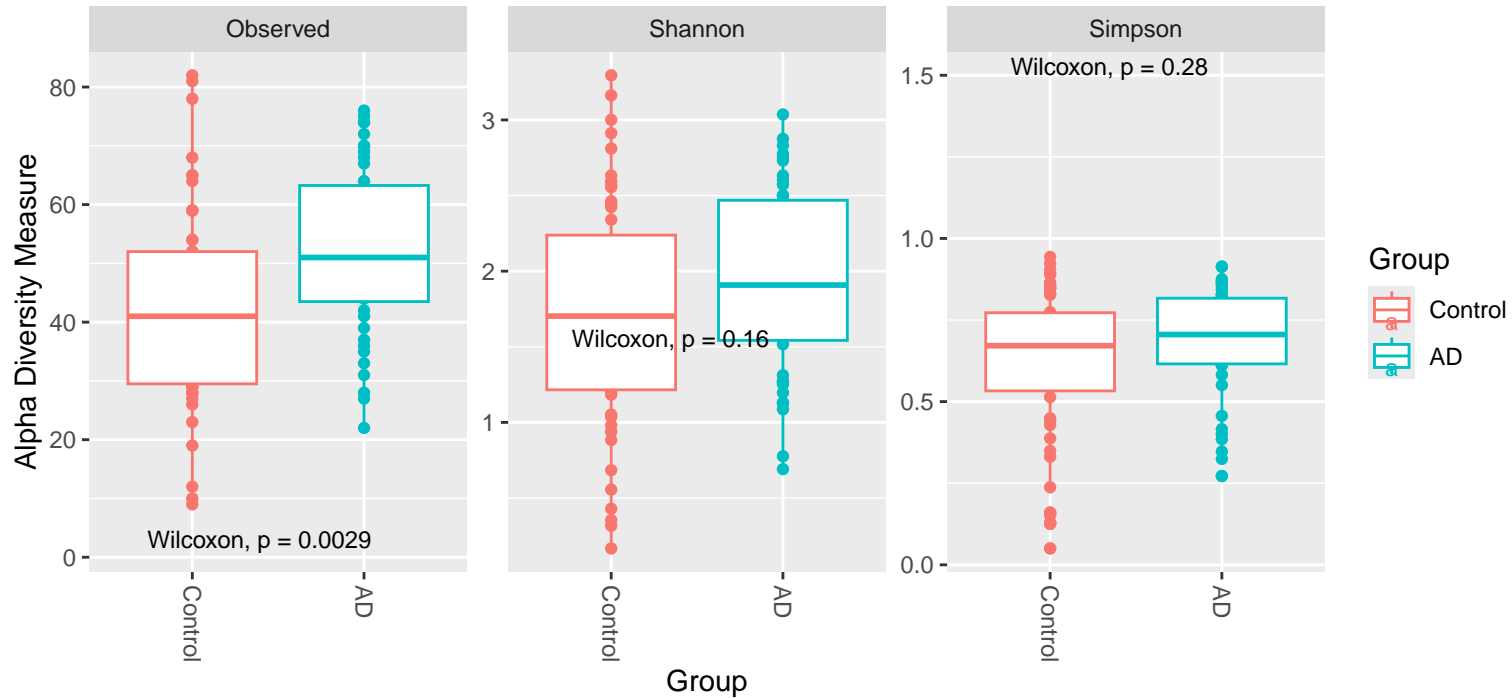 Observed
Shannon
Simpson
Alpha Diversity Measure
80
60
40
20
0
Wilcoxon, p = 0.0029
Control
AD
3
2
1
Wilcoxon, p = 0.16
Control
AD
1.5
1.0
0.5
0.0
Wilcoxon, p = 0.28
Control
AD
Group
Group
a Control
a AD